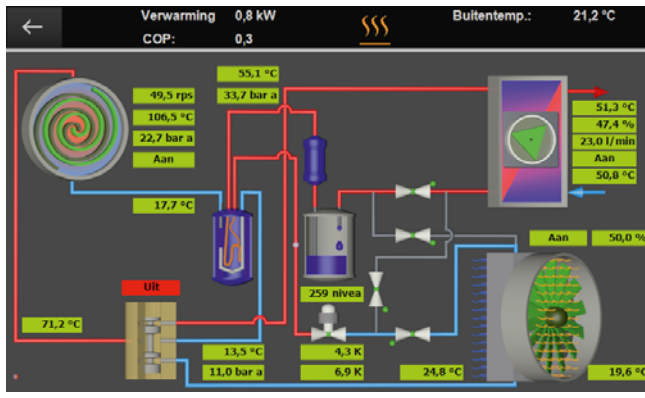 Verwarming 0,8 kW Buitentemp.: 21,2 °C
COP: 0,3
55,1 °C
33,7 bar a
49,5 rps
106,5 °C
22,7 bar a
Aan
17,7 °C
51,3 °C
47,4 %
23,0 l/min
Aan
50,8 °C
Aan 50,0 %
Uit
259 nivea
71,2 °C
13,5 °C
11,0 bar a
4,3 K
6,9 K
24,8 °C
19,6 °C